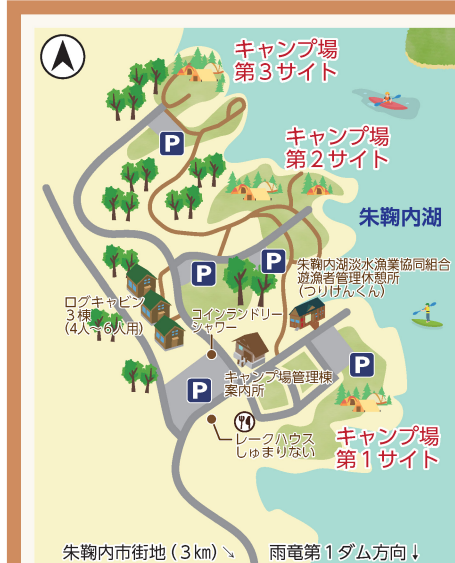 キャンプ場
第3サイト
P
キャンプ場
第2サイト
朱鞠内湖
P
P
朱鞠内湖淡水漁業協同組合
遊漁者管理休憩所
(つりけんくん)
ログキャビン
3棟
(4人〜6人用)
コインランドリー
シャワー
P
キャンプ場管理棟
案内所
P
レークハウス
しゅまりない
キャンプ場
第1サイト
朱鞠内市街地(3km)↘
雨竜第1ダム方向↓